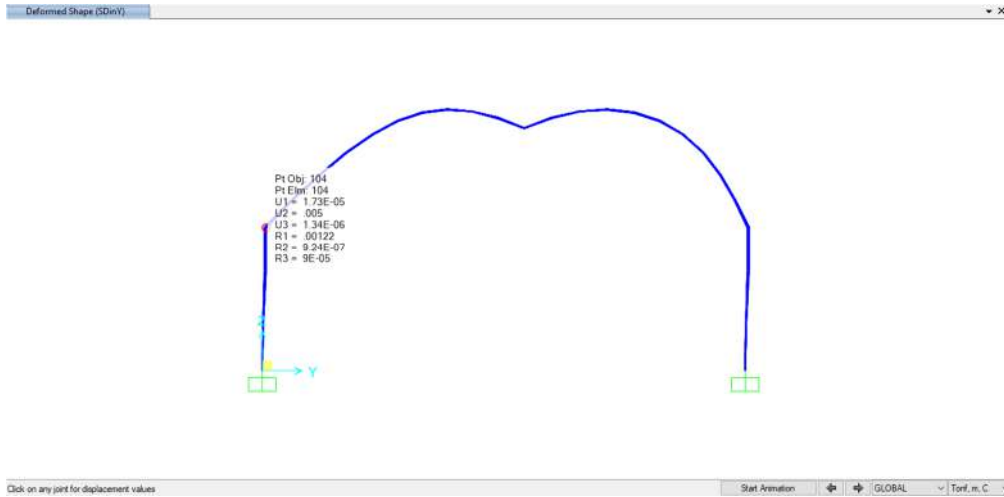 Deformed Shape (SDinY)
Pt Obj: 104
Pt Elm: 104
U1 = 1.73E-05
U2 = .005
U3 = 1.34E-06
R1 = .00122
R2 = 9.24E-07
R3 = 9E-05
Y
Click on any joint for displacement values
Start Animation
GLOBAL
Tonf, m, C